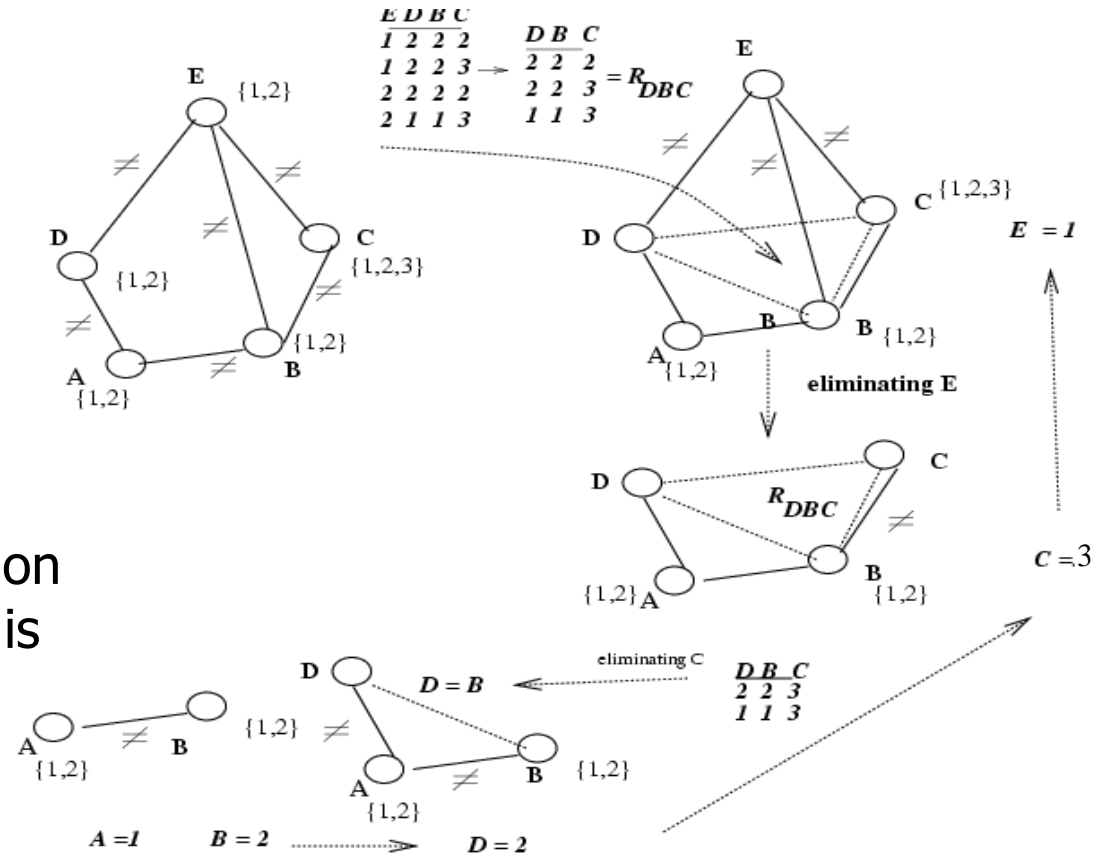 E D B C
1 2 2 2
1 2 2 3
2 2 2 2
2 1 1 3
D B C
2 2 2
2 2 3
1 1 3
= R DBC
E
{1,2}
≠
≠
≠
D
{1,2}
C
{1,2,3}
≠
≠
{1,2}
B
A
{1,2}
≠
E
≠
≠
≠
C {1,2,3}
D
B
B {1,2}
A {1,2}
E = 1
eliminating E
D
C
R DBC
≠
B
{1,2}
{1,2} A
C = 3
on
is
eliminating C
D B C
2 2 3
1 1 3
D
D = B
≠
A
{1,2}
≠
B
{1,2}
A
{1,2}
≠
B
{1,2}
A =1
B = 2
D = 2